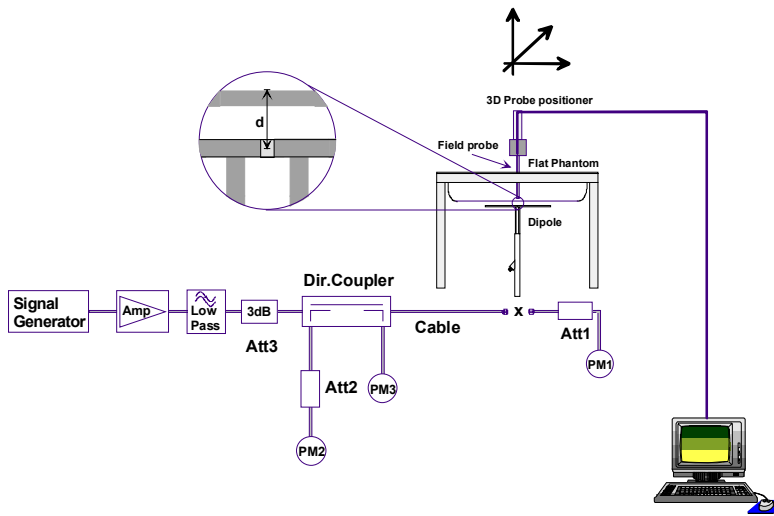 3D Probe positioner
d
Field probe
Flat Phantom
Dipole
Signal
Generator
Amp
Low
Pass
3dB
Att3
Dir.Coupler
Cable
x
Att1
PM1
Att2
PM3
PM2